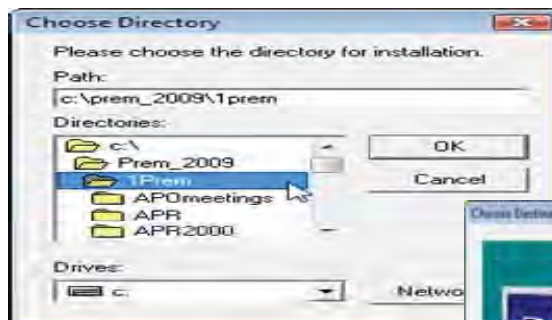 Choose Directory
Please choose the directory for installation.
Path:
c:\prem_2009\1prem
Directories:
c:\
Prem_2009
1Prem
APOmeetings
APR
APR2000
OK
Cancel
Drives:
c:
Netwo